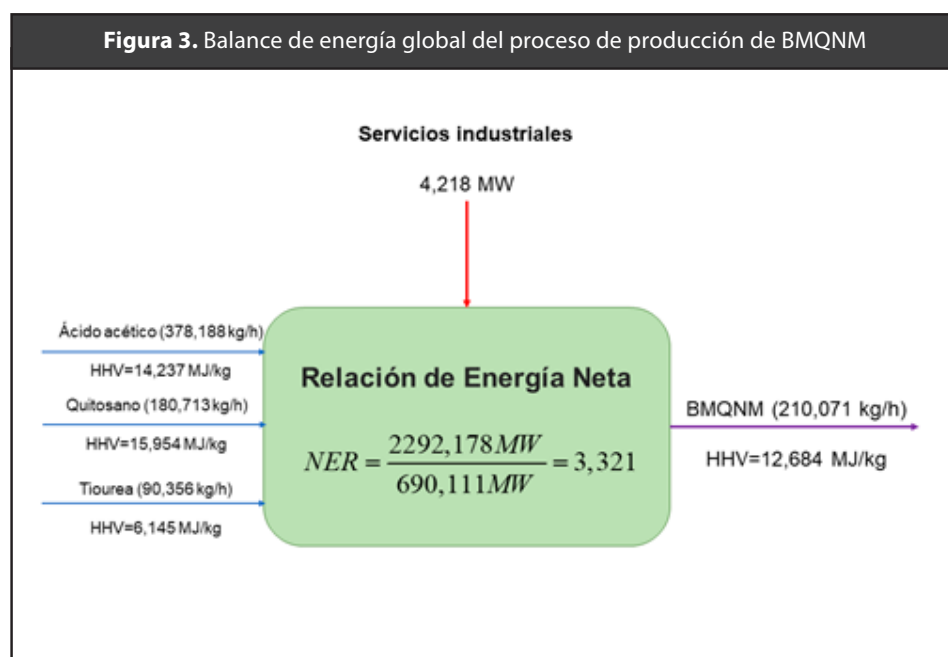 Figura 3. Balance de energía global del proceso de producción de BMQNM
Servicios industriales
4,218 MW
Ácido acético (378,188 kg/h)
HHV=14,237 MJ/kg
Quitosano (180,713 kg/h)
HHV=15,954 MJ/kg
Tiourea (90,356 kg/h)
HHV=6,145 MJ/kg
Relación de Energía Neta
NER = 2292,178MW / 690,111MW = 3,321
BMQNM (210,071 kg/h)
HHV=12,684 MJ/kg